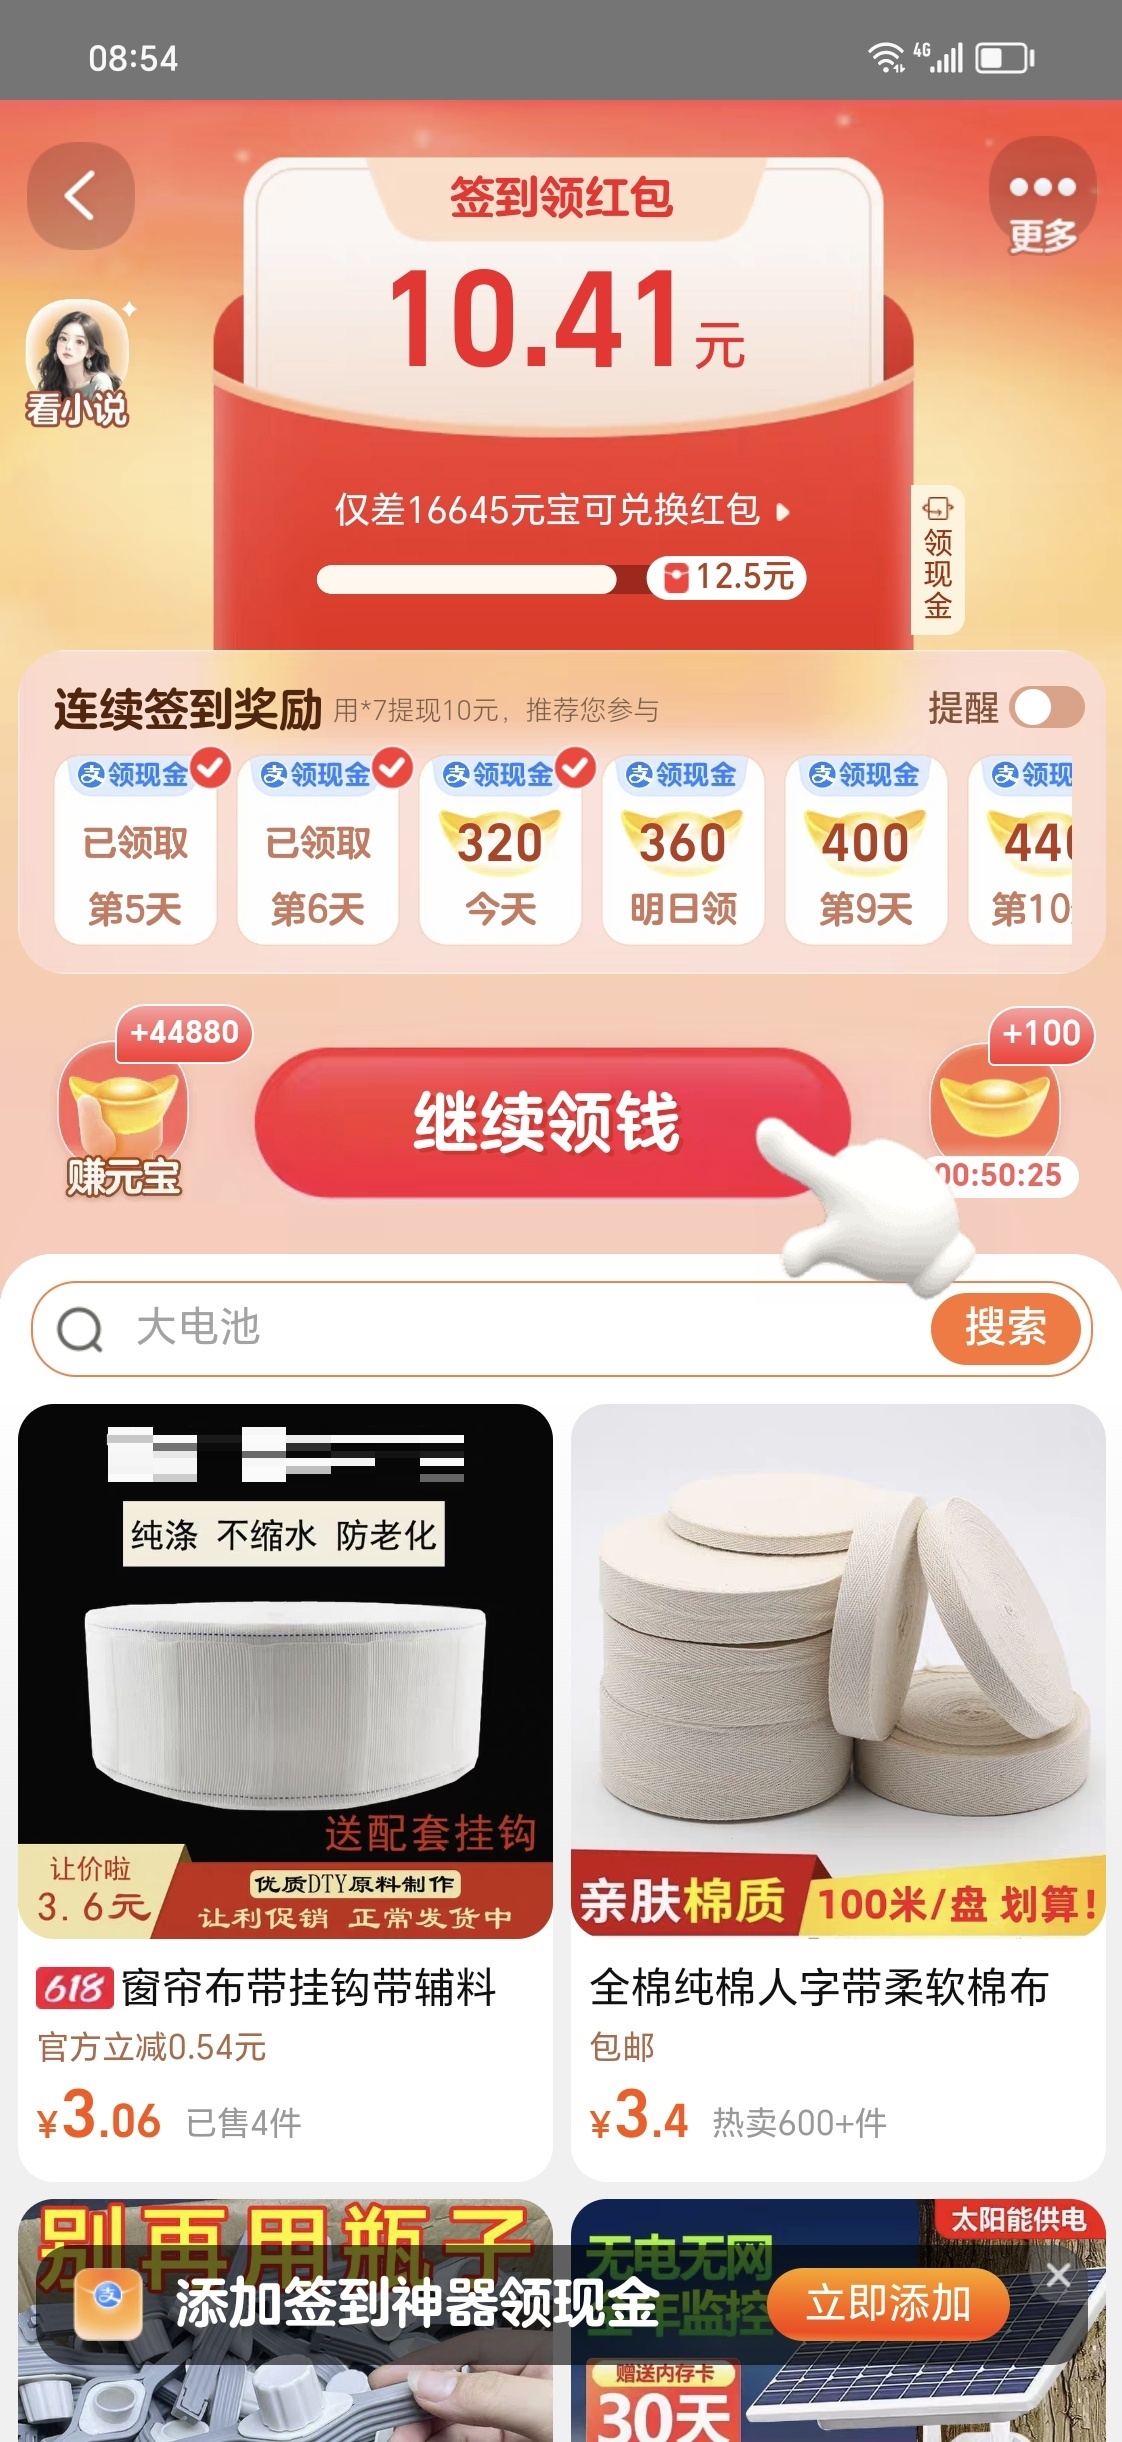 08:54
4G
签到领红包
更多
10.41元
看小说
仅差16645元宝可兑换红包
12.5元
领现金
连续签到奖励 用*7提现10元，推荐您参与 提醒
支领现金 支领现金 支领现金 支领现金 支领现金 支领现
已领取 已领取 320 360 400 440
第5天 第6天 今天 明日领 第9天 第10
+44880 +100
继续领钱
赚元宝 00:50:25
大电池 搜索
纯涤 不缩水 防老化
送配套挂钩
让价啦
3.6元
优质DTY原料制作
让利促销 正常发货中
亲肤棉质 100米/盘 划算!
618 窗帘布带挂钩带辅料
官方立减0.54元
¥3.06 已售4件
全棉纯棉人字带柔软棉布
包邮
¥3.4 热卖600+件
别再用瓶子
太阳能供电
无电无网
监控
支
添加签到神器领现金 立即添加
赠送内存卡
30天